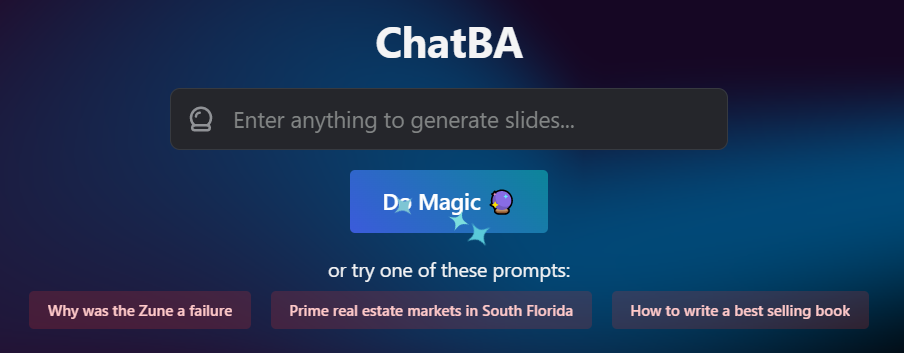 ChatBA
Enter anything to generate slides...
Do Magic 🔮
or try one of these prompts:
Why was the Zune a failure
Prime real estate markets in South Florida
How to write a best selling book